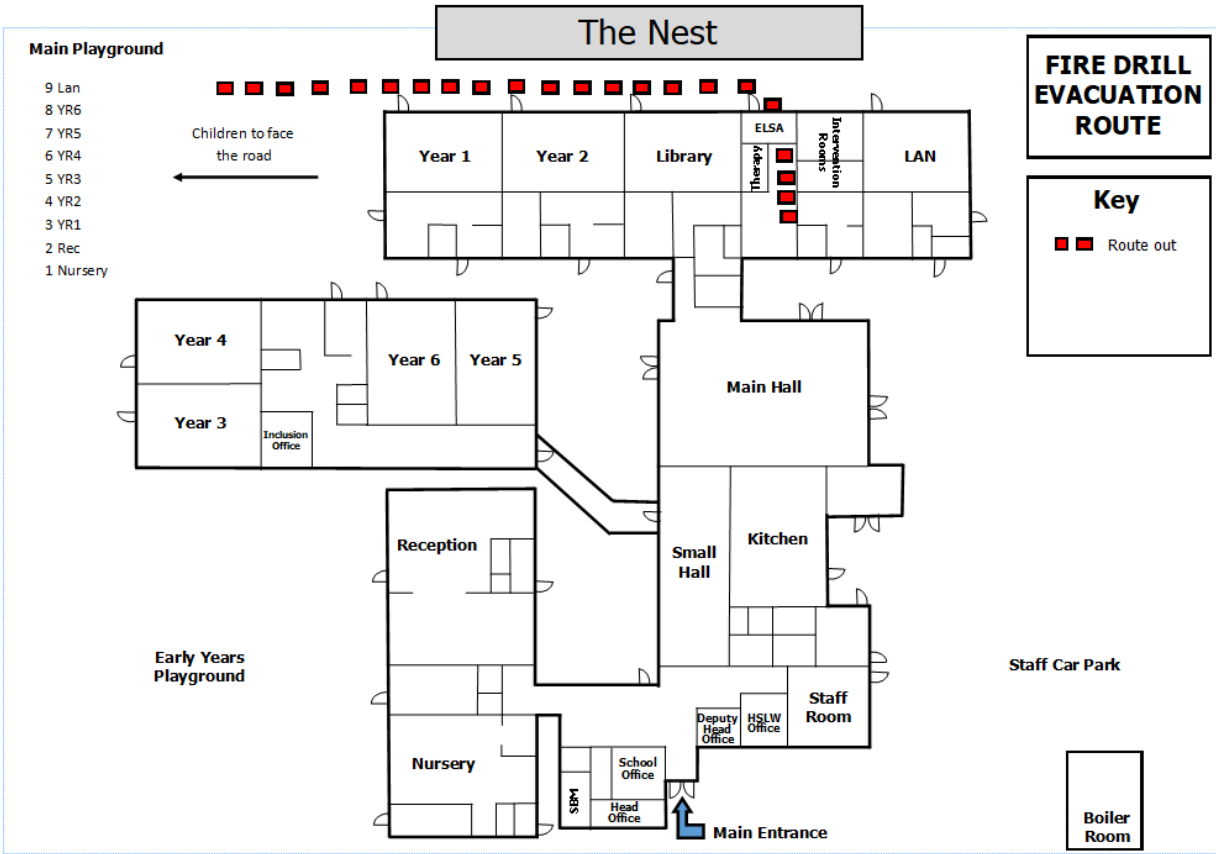 The Nest
Main Playground
9 Lan
8 YR6
7 YR5
6 YR4
5 YR3
4 YR2
3 YR1
2 Rec
1 Nursery
Children to face
the road
FIRE DRILL
EVACUATION
ROUTE
Key
Route out
Year 1
Year 2
Library
ELSA
Therapy
Intervention
Rooms
LAN
Year 4
Year 3
Inclusion
Office
Year 6
Year 5
Main Hall
Reception
Small
Hall
Kitchen
Early Years
Playground
Staff Car Park
Nursery
Deputy
Head
Office
HSLW
Office
Staff
Room
SBM
School
Office
Head
Office
Main Entrance
Boiler
Room